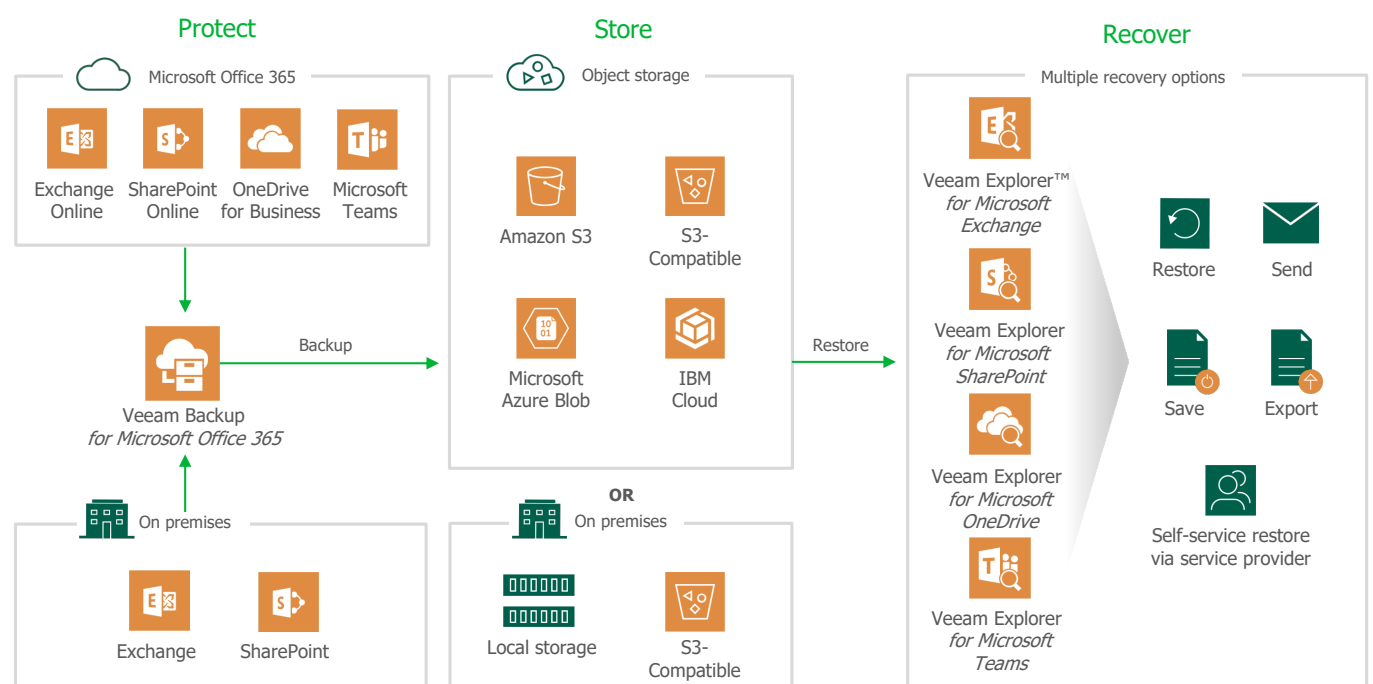 Protect
Microsoft Office 365
Exchange
Online
SharePoint
Online
OneDrive
for Business
Microsoft
Teams
Veeam Backup
for Microsoft Office 365
On premises
Exchange
SharePoint
Backup
Store
Object storage
Amazon S3
S3-
Compatible
10
01
Microsoft
Azure Blob
IBM
Cloud
OR
On premises
Local storage
S3-
Compatible
Restore
Recover
Multiple recovery options
Veeam Explorer™
for Microsoft
Exchange
Veeam Explorer
for Microsoft
SharePoint
Veeam Explorer
for Microsoft
OneDrive
Veeam Explorer
for Microsoft
Teams
Restore
Send
Save
Export
Self-service restore
via service provider